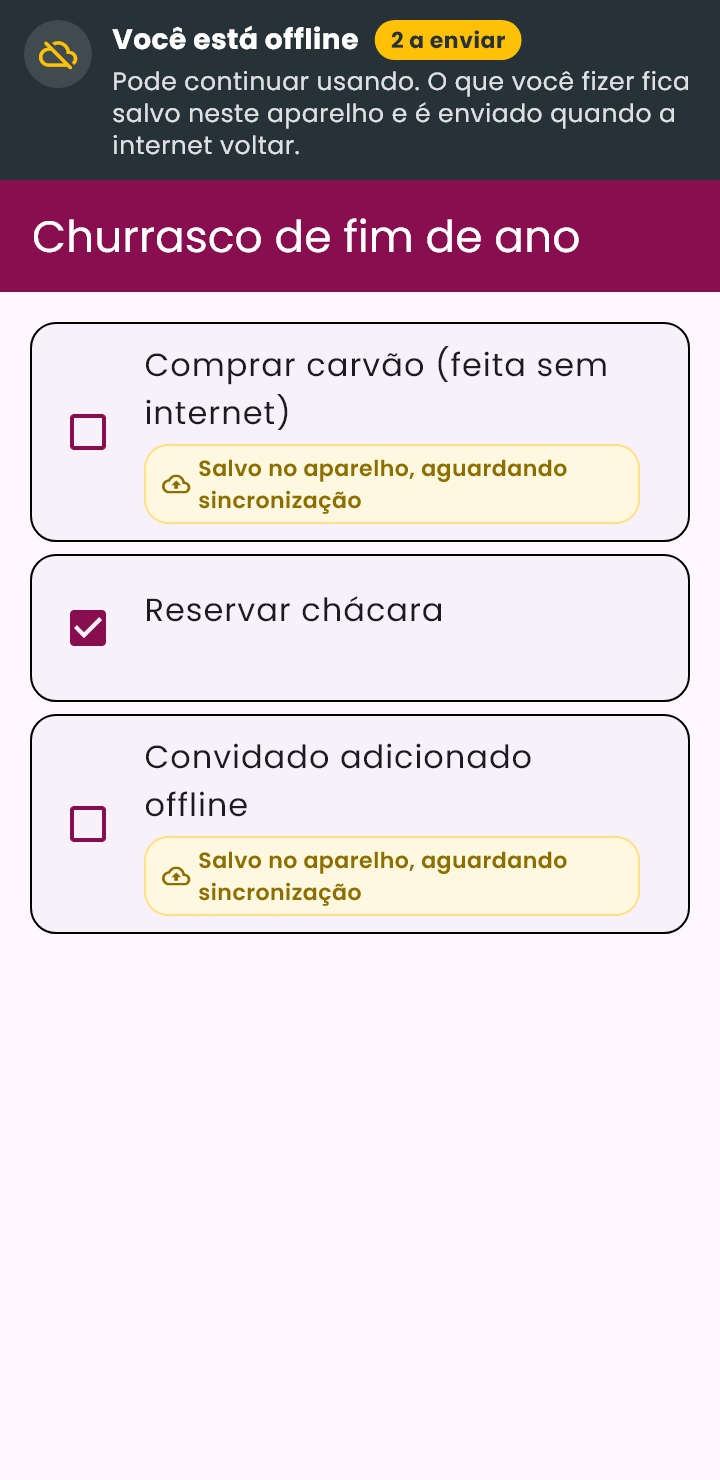 Você está offline
2 a enviar
Pode continuar usando. O que você fizer fica
salvo neste aparelho e é enviado quando a
internet voltar.
Churrasco de fim de ano
Comprar carvão (feita sem
internet)
Salvo no aparelho, aguardando
sincronização
Reservar chácara
Convidado adicionado
offline
Salvo no aparelho, aguardando
sincronização